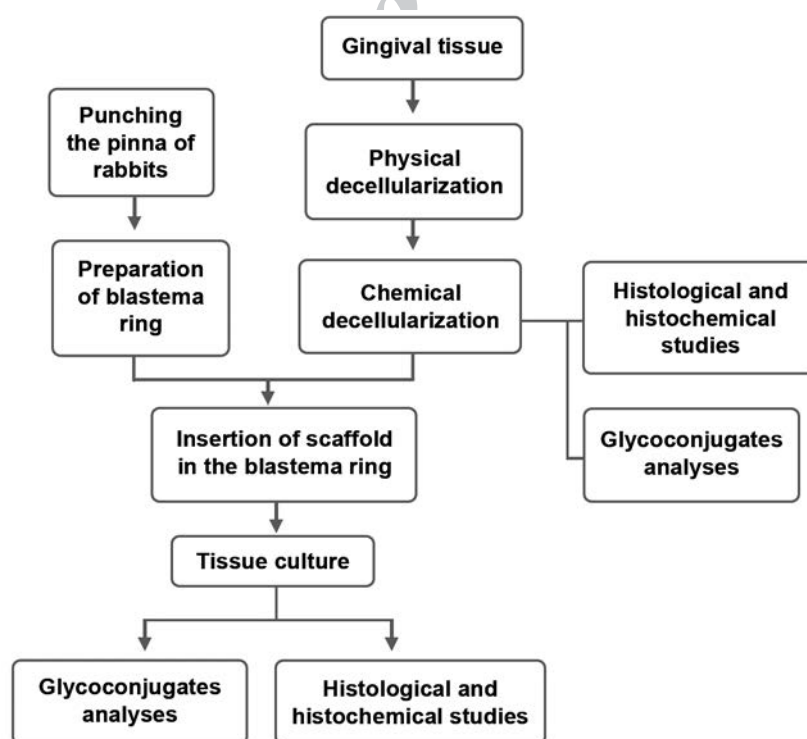 Gingival tissue
Punching
the pinna of
rabbits
Physical
decellularization
Preparation
of blastema
ring
Chemical
decellularization
Histological and
histochemical
studies
Insertion of scaffold
in the blastema ring
Glycoconjugates
analyses
Tissue culture
Glycoconjugates
analyses
Histological and
histochemical studies